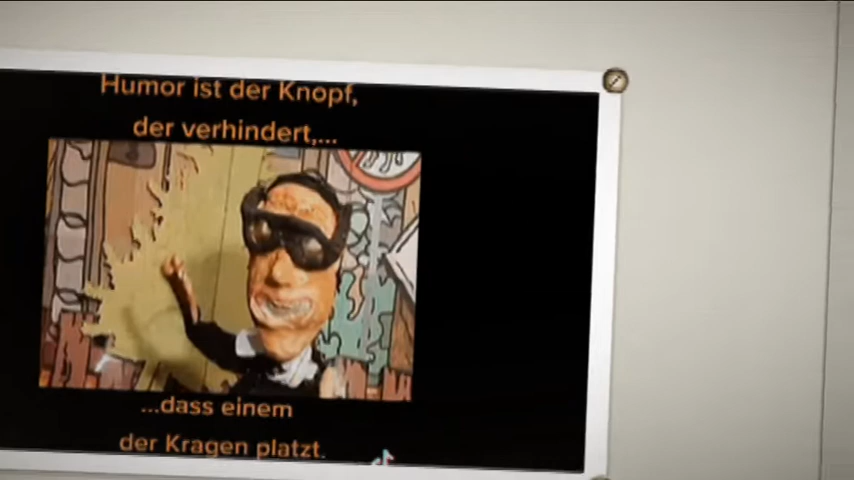 Humor ist der Knopf,
der verhindert,...
...dass einem
der Kragen platzt.